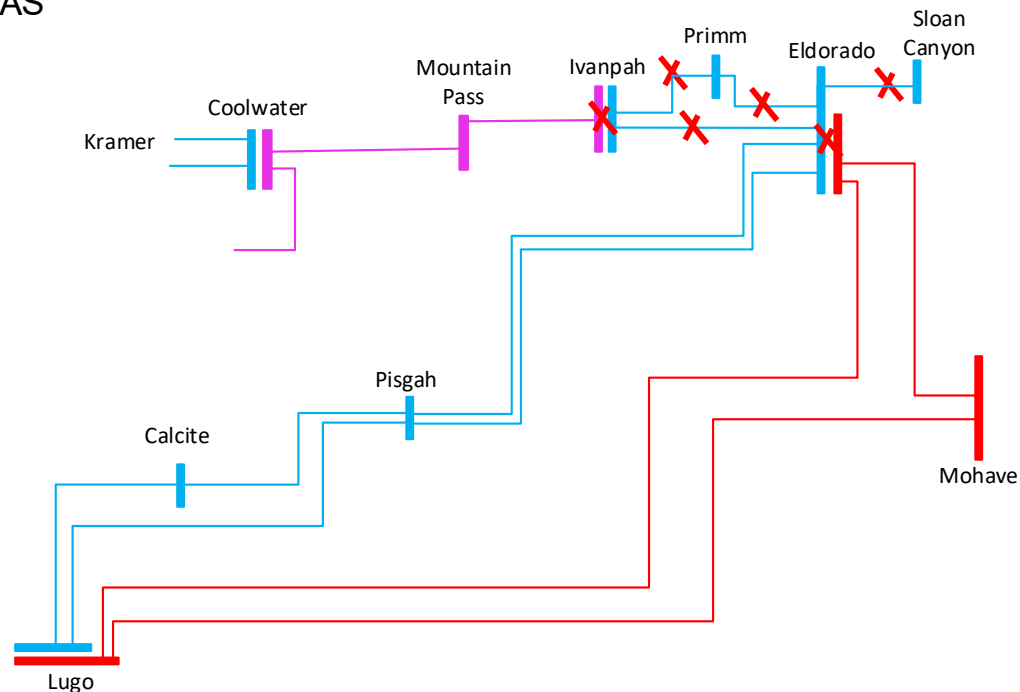 AS
Sloan
Canyon
Primm
Eldorado
Mountain
Pass
Ivanpah
Coolwater
Kramer
Pisgah
Calcite
Mohave
Lugo